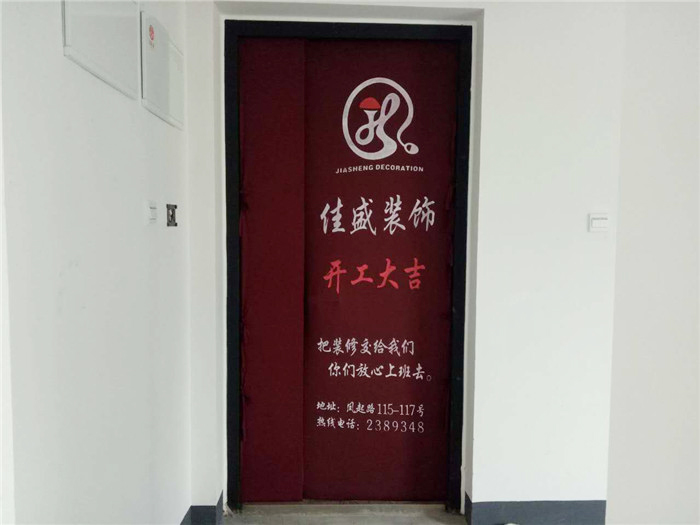 JIASHENG DECORATION
佳盛装饰
开工大吉
把装修交给我们
你们放心上班去。
地址：凤起路115-117号
热线电话：2389348